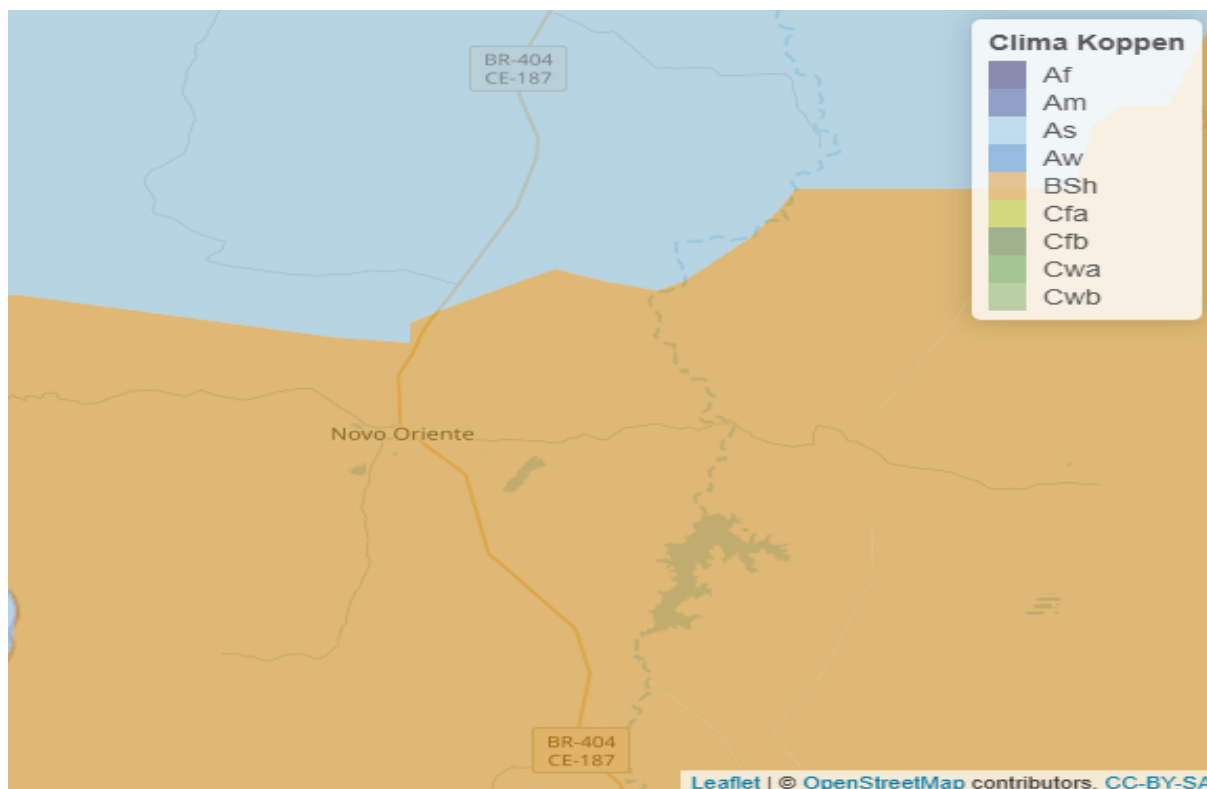 BR-404
CE-187
Clima Koppen
Af
Am
As
Aw
BSh
Cfa
Cfb
Cwa
Cwb
Novo Oriente
BR-404
CE-187
Leaflet | © OpenStreetMap contributors, CC-BY-SA